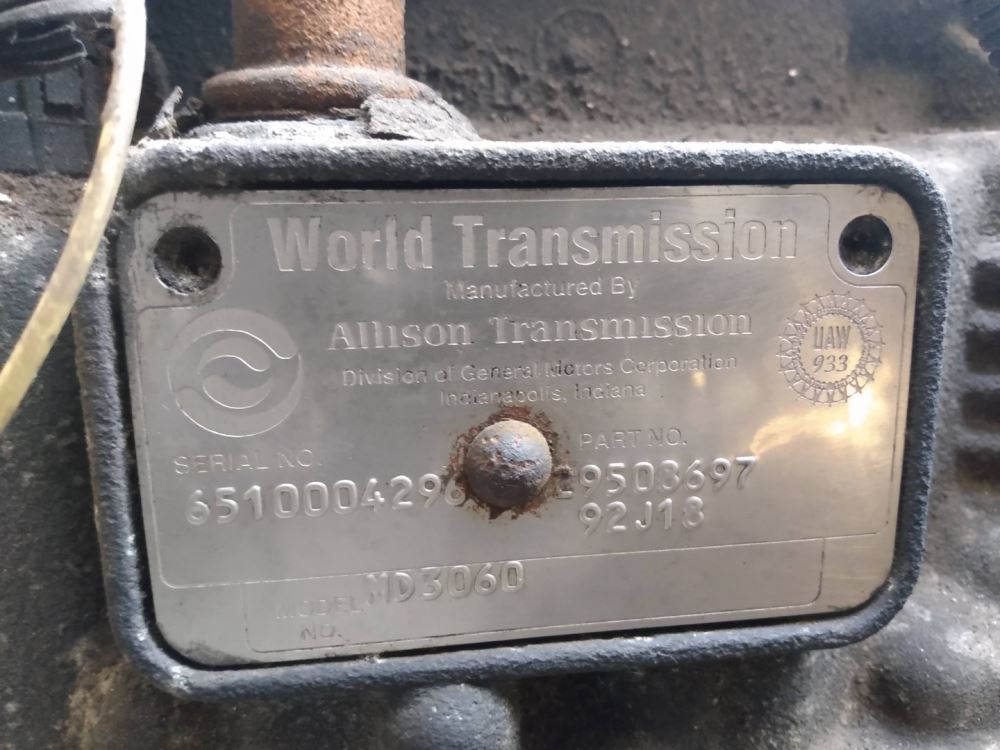 World Transmission
Manufactured By
Allison Transmission
Division of General Motors Corporation
Indianapolis, Indiana
UAW
933
SERIAL NO.
PART NO.
6510004296
29508697
92J18
MODEL NO.
MD3060